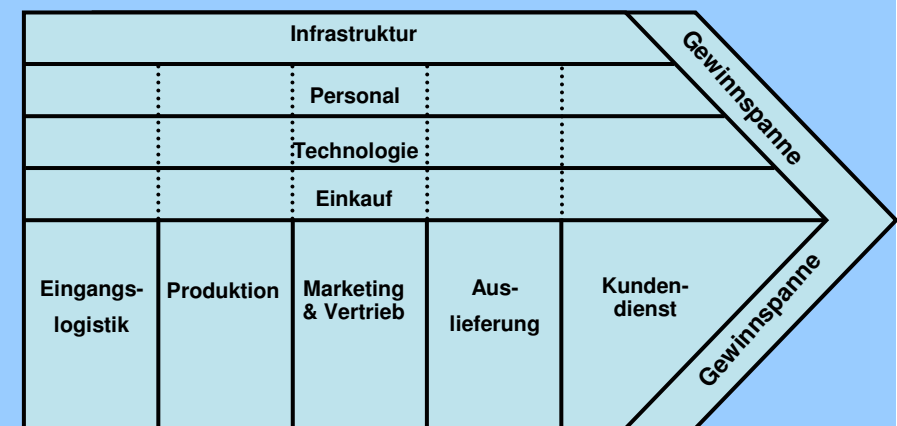 Infrastruktur
Personal
Technologie
Einkauf
Eingangs-
logistik
Produktion
Marketing
& Vertrieb
Aus-
lieferung
Kunden-
dienst
Gewinnspanne
Gewinnspanne